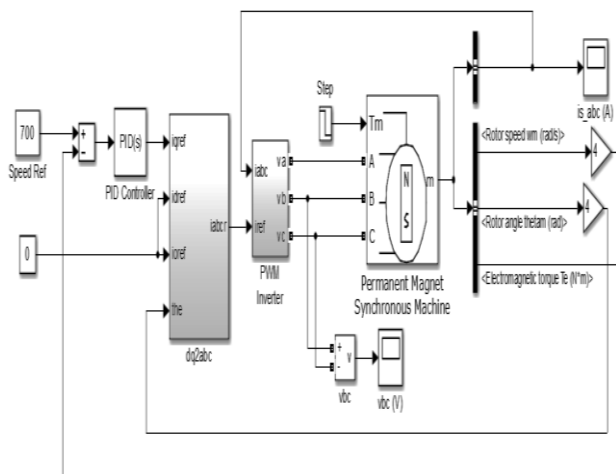 Step
is_abc (A)
700
+
-
PID(s)
Speed Ref
PID Controller
iqref
idref
ioref
the
iabcr
dq2abc
0
iabc
iref
va
vb
vc
PWM
Inverter
Tm
A
B
C
N
S
m
Permanent Magnet
Synchronous Machine
<Rotor speed wm (rad/s)>
4
<Rotor angle thetam (rad)>
4
<Electromagnetic torque Te (N*m)>
+
-
v
vbc
vbc (V)